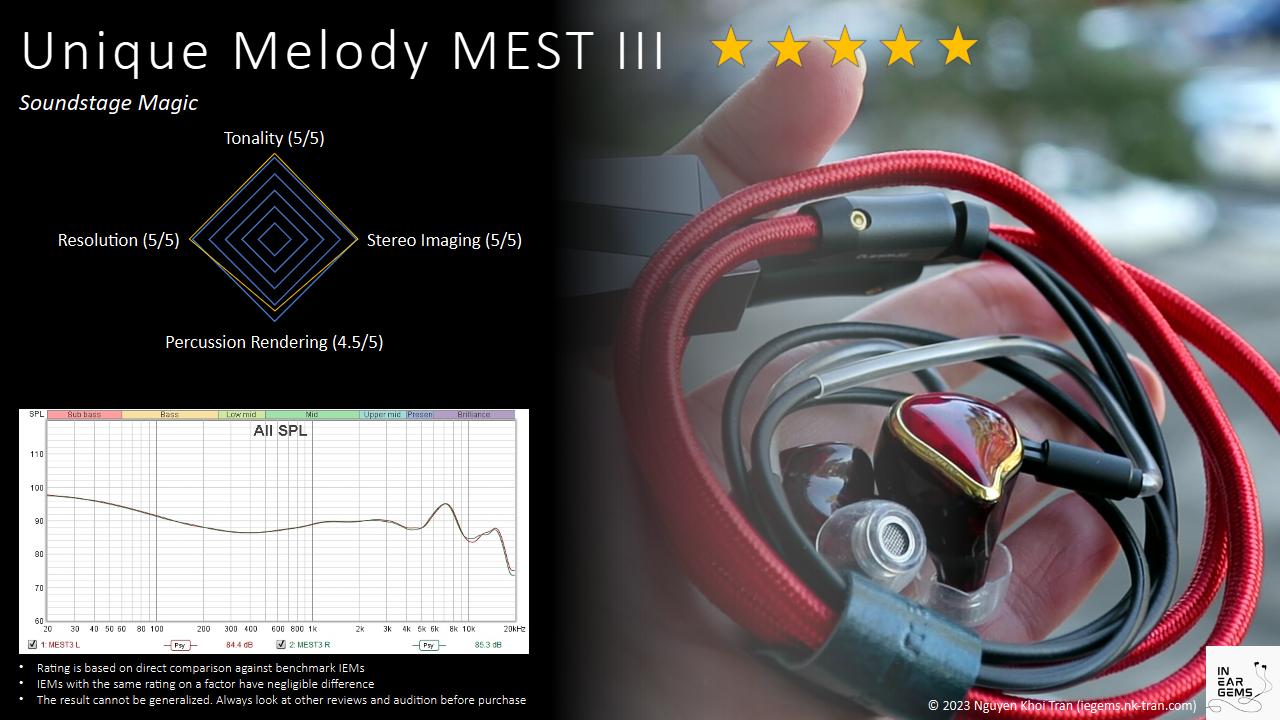 Unique Melody MEST III
Soundstage Magic
Tonality (5/5)
Resolution (5/5)
Stereo Imaging (5/5)
Percussion Rendering (4.5/5)
SPL Sub bass Bass Low mid Mid Upper mid Presen Brilliance
All SPL
110
100
90
80
70
60
20 30 40 50 60 80 100 200 300 400 600 800 1k 2k 3k 4k 5k 6k 8k 10k 20kHz
1: MEST3 L Psy 84.4 dB 2: MEST3 R Psy 85.3 dB
• Rating is based on direct comparison against benchmark IEMs
• IEMs with the same rating on a factor have negligible difference
• The result cannot be generalized. Always look at other reviews and audition before purchase
IN
EAR
GEMS
© 2023 Nguyen Khoi Tran (iegems.nk-tran.com)